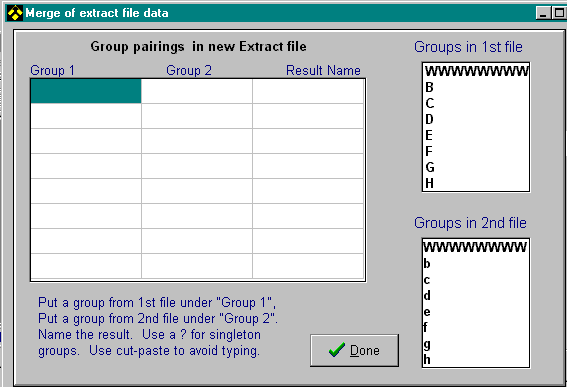 Merge of extract file data
Group pairings in new Extract file
Group 1 Group 2 Result Name
Groups in 1st file
WWWWWWWWW
B
C
D
E
F
G
H
Groups in 2nd file
WWWWWWWWW
b
c
d
e
f
g
h
Put a group from 1st file under "Group 1",
Put a group from 2nd file under "Group 2".
Name the result. Use a ? for singleton
groups. Use cut-paste to avoid typing.
Done